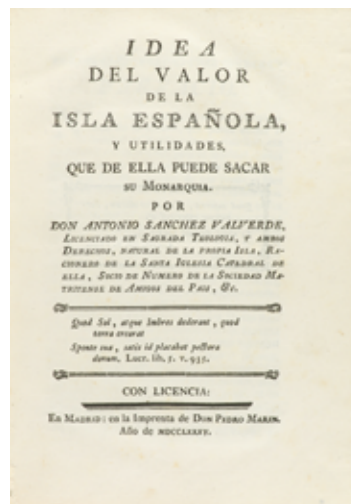 IDEA
DEL VALOR
DE LA
ISLA ESPAÑOLA,
Y UTILIDADES,
QUE DE ELLA PUEDE SACAR
SU MONARQUIA.
POR
DON ANTONIO SANCHEZ VALVERDE,
LICENCIADO EN SAGRADA TEOLOGIA, Y AMBOS
DERECHOS, NATURAL DE LA PROPIA ISLA, RA-
CIONERO DE LA SANTA IGLESIA CATEDRAL DE
ELLA, SOCIO DE NUMERO DE LA SOCIEDAD MA-
TRITENSE DE AMIGOS DEL PAIS, &c.
Quod Sol, atque Imbres dederant, quod
terra crearat
Sponte sua, satis id placabat pectora
donum, Lucr. lib. 5. v. 935.
CON LICENCIA:
En MADRID: en la Imprenta de DON PEDRO MARIN.
Año de MDCCLXXXV.